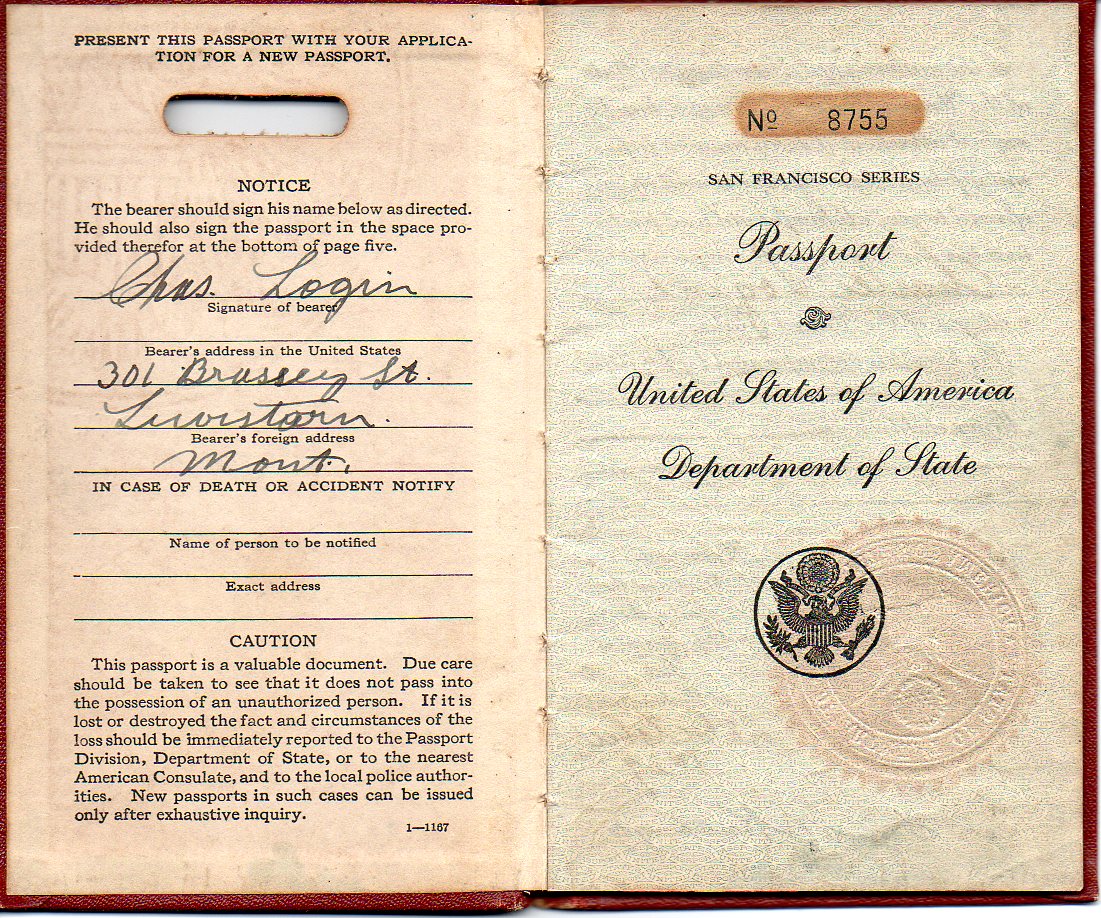 PRESENT THIS PASSPORT WITH YOUR APPLICA-
TION FOR A NEW PASSPORT.
NOTICE
The bearer should sign his name below as directed.
He should also sign the passport in the space pro-
vided therefor at the bottom of page five.
Chas. Login
Signature of bearer
Bearer's address in the United States
301 Brassey St.
Lewistown.
Bearer's foreign address
Mont.
IN CASE OF DEATH OR ACCIDENT NOTIFY
Name of person to be notified
Exact address
CAUTION
This passport is a valuable document. Due care
should be taken to see that it does not pass into
the possession of an unauthorized person. If it is
lost or destroyed the fact and circumstances of the
loss should be immediately reported to the Passport
Division, Department of State, or to the nearest
American Consulate, and to the local police author-
ities. New passports in such cases can be issued
only after exhaustive inquiry.
1—1167
Nº 8755
SAN FRANCISCO SERIES
Passport
United States of America
Department of State